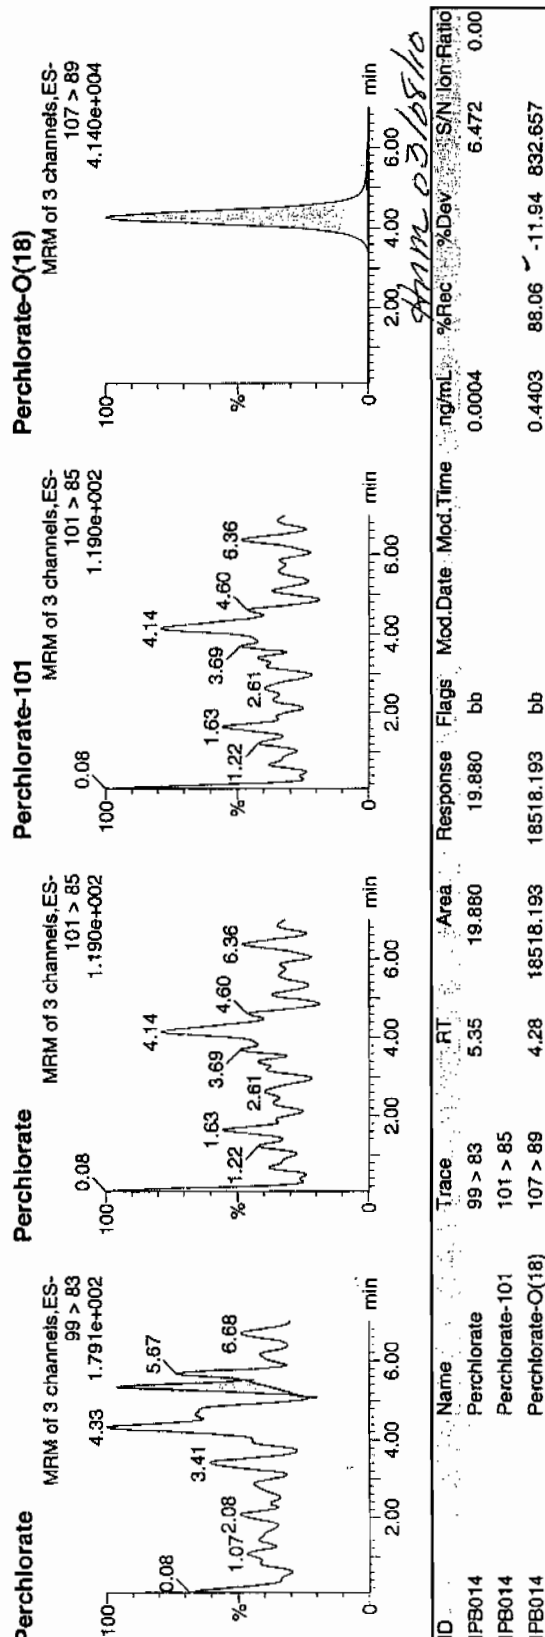 Perchlorate
MRM of 3 channels,ES-
99 > 83
1.791e+002
100
%
0
0.08
1.07
2.08
3.41
4.33
5.67
6.68
2.00
4.00
6.00
min
Perchlorate
MRM of 3 channels,ES-
101 > 85
1.190e+002
100
%
0
0.08
1.22
1.63
2.61
3.69
4.14
4.60
6.36
2.00
4.00
6.00
min
Perchlorate-101
MRM of 3 channels,ES-
101 > 85
1.190e+002
100
%
0
0.08
1.22
1.63
2.61
3.69
4.14
4.60
6.36
2.00
4.00
6.00
min
Perchlorate-O(18)
MRM of 3 channels,ES-
107 > 89
4.140e+004
100
%
0
2.00
4.00
6.00
min
03/08/10
ID Name Trace RT Area Response Flags Mod.Date Mod.Time ng/mL %Rec %Dev S/N Ion Ratio
IPB014 Perchlorate 99 > 83 5.35 19.880 19.880 bb 0.0004 6.472 0.00
IPB014 Perchlorate-101 101 > 85
IPB014 Perchlorate-O(18) 107 > 89 4.28 18518.193 18518.193 bb 0.4403 88.06 -11.94 832.657